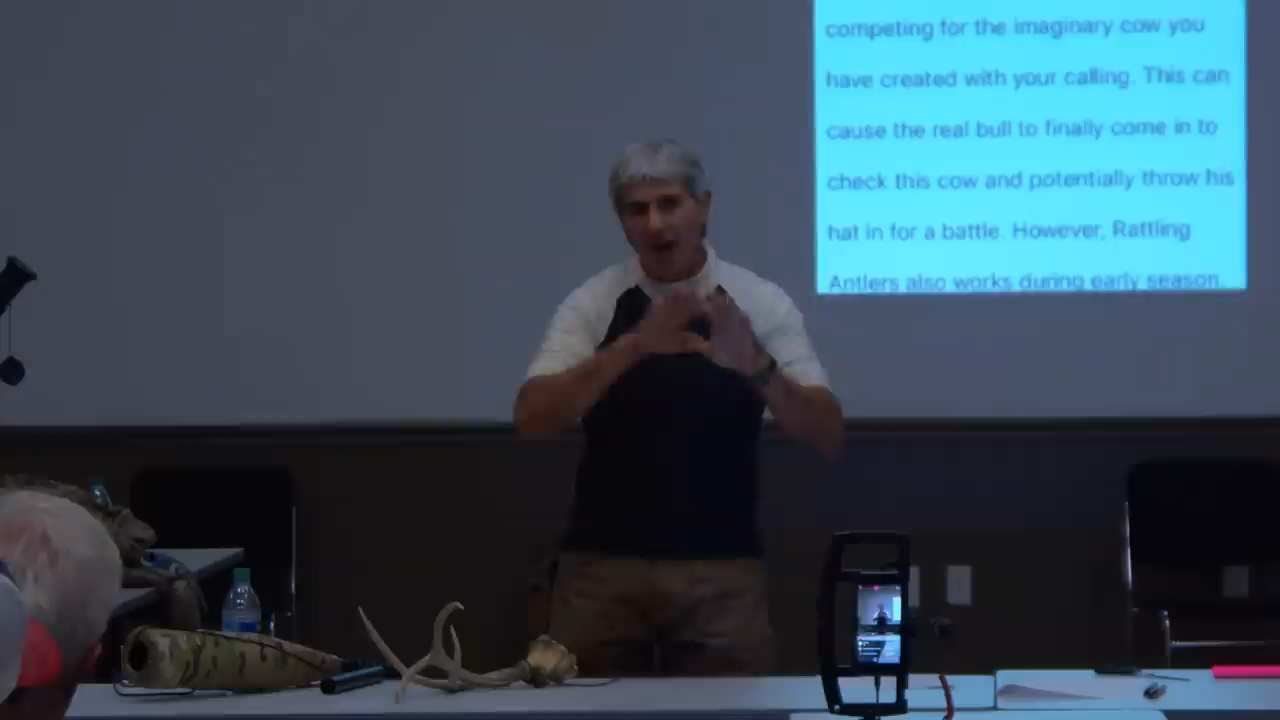 competing for the imaginary cow you
have created with your calling. This can
cause the real bull to finally come in to
check this cow and potentially throw his
hat in for a battle. However, Rattling
Antlers also works during early season,